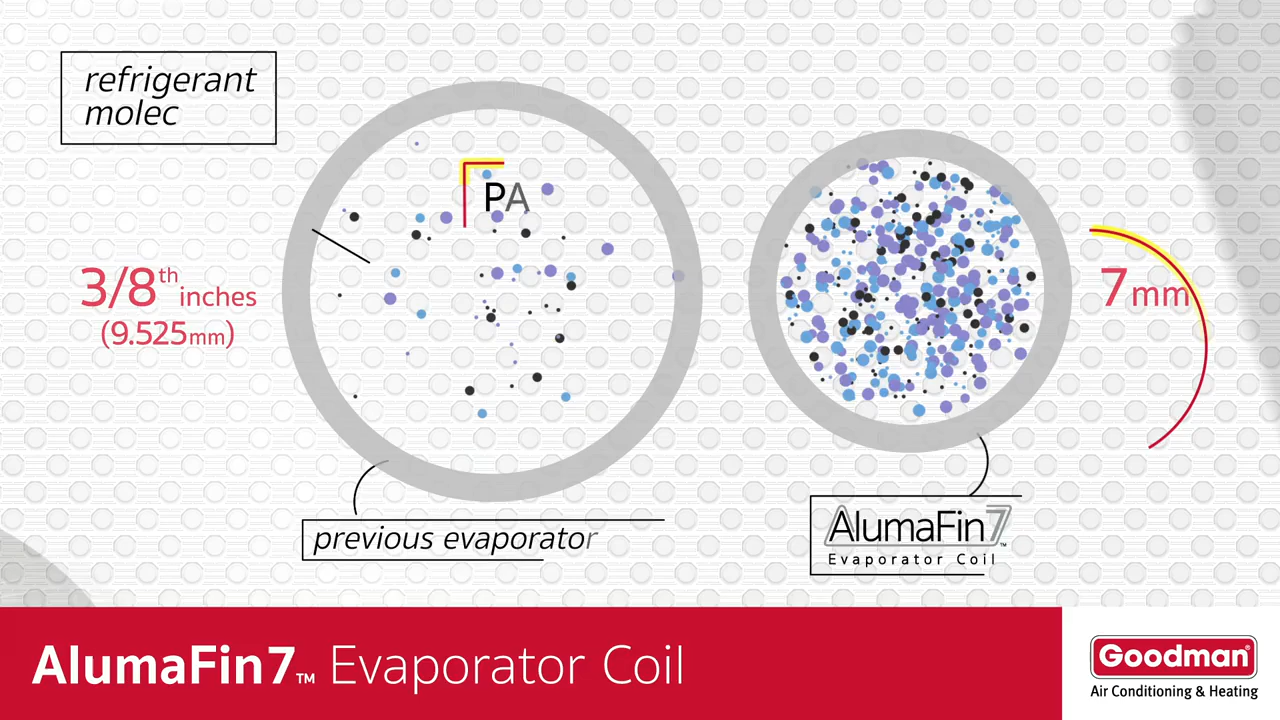 refrigerant
molec
PA
3/8th inches
(9.525mm)
7mm
previous evaporator
AlumaFin7™
Evaporator Coil
AlumaFin7™ Evaporator Coil
Goodman®
Air Conditioning & Heating